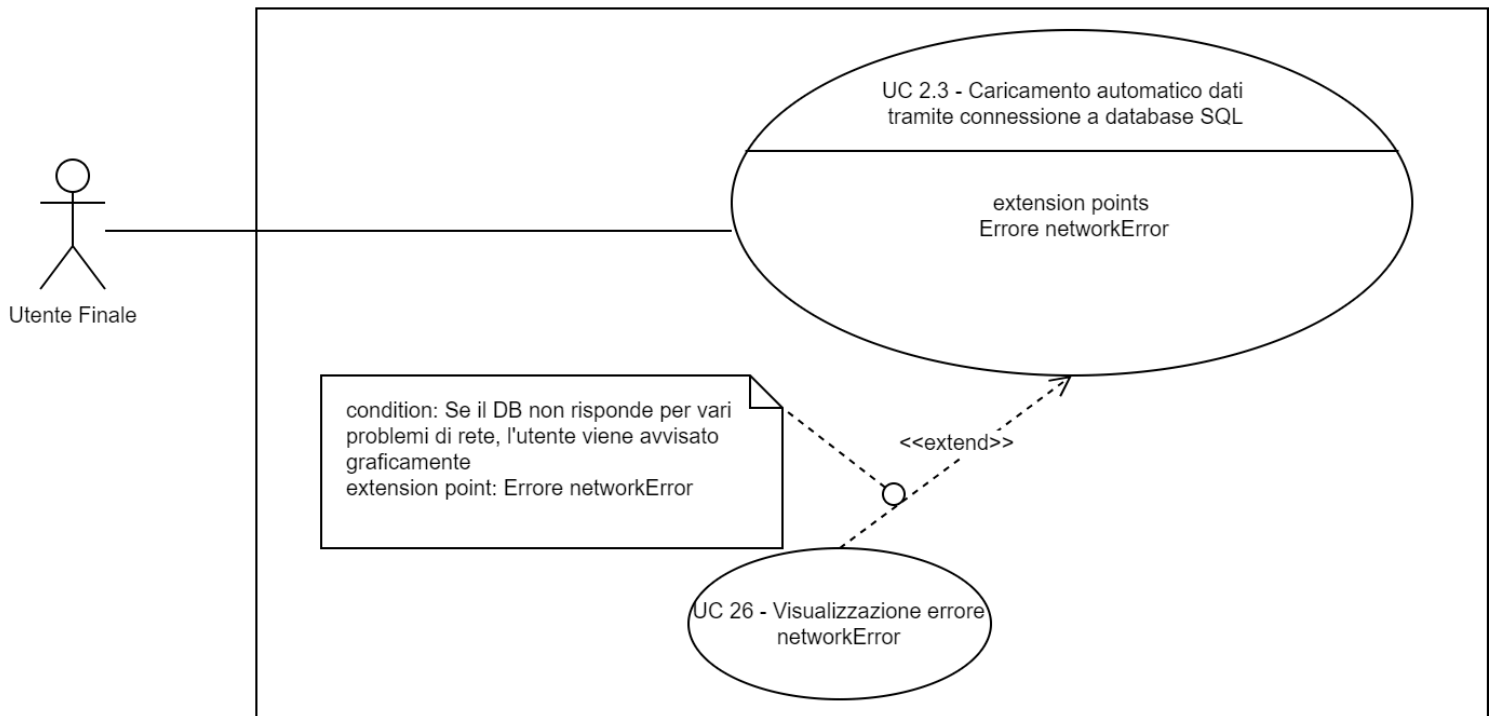 UC 2.3 - Caricamento automatico dati
tramite connessione a database SQL
extension points
Errore networkError
Utente Finale
condition: Se il DB non risponde per vari
problemi di rete, l'utente viene avvisato
graficamente
extension point: Errore networkError
<<extend>>
UC 26 - Visualizzazione errore
networkError